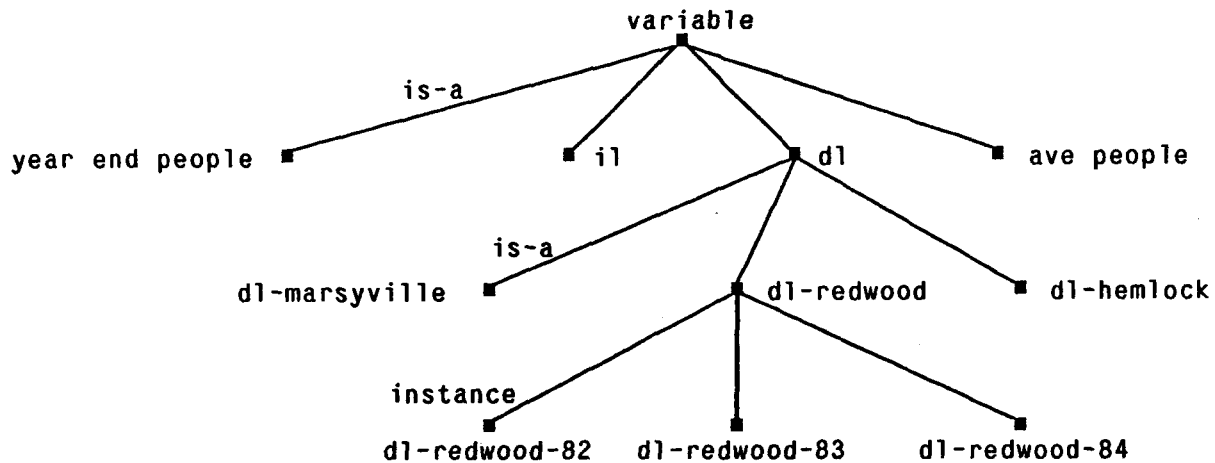 variable
is-a
year end people
il
dl
ave people
is-a
dl-marsyville
dl-redwood
dl-hemlock
instance
dl-redwood-82
dl-redwood-83
dl-redwood-84